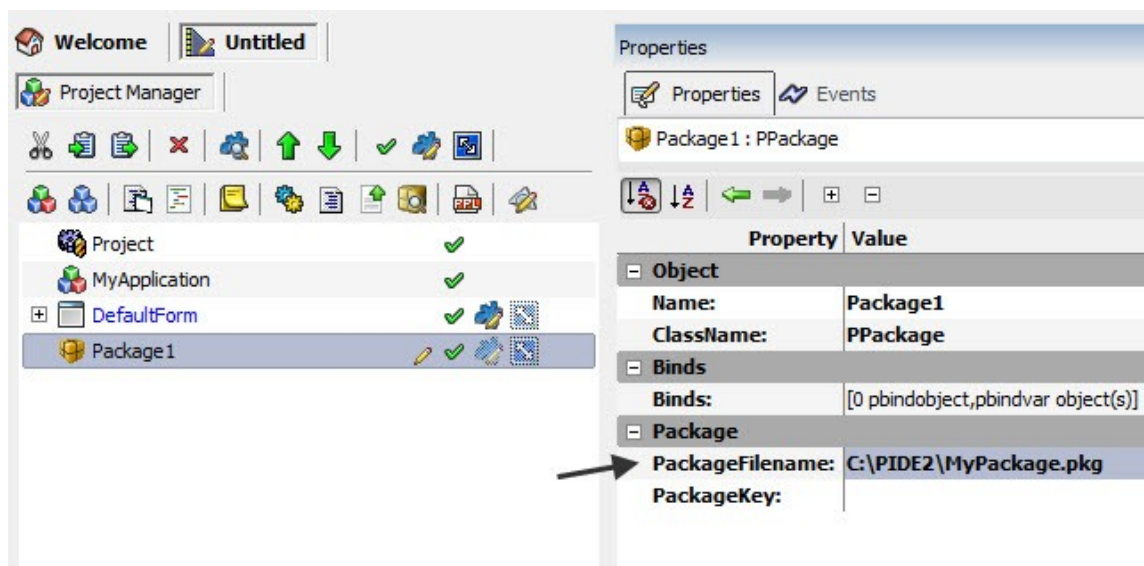 Welcome
Untitled
Project Manager
PPL
Project
MyApplication
DefaultForm
Package1
Properties
Properties
Events
Package1 : PPackage
Property Value
Object
Name: Package1
ClassName: PPackage
Binds
Binds: [0 pbindobject,pbindvar object(s)]
Package
PackageFilename: C:\PIDE2\MyPackage.pkg
PackageKey: